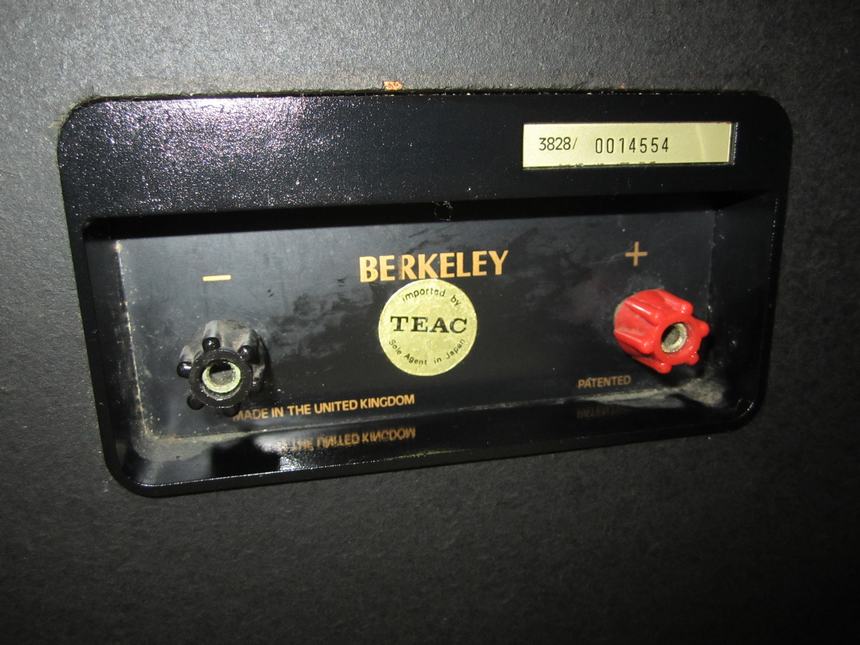 3828/ 0014554
− BERKELEY +
imported by
TEAC
Sole Agent in Japan
PATENTED
MADE IN THE UNITED KINGDOM